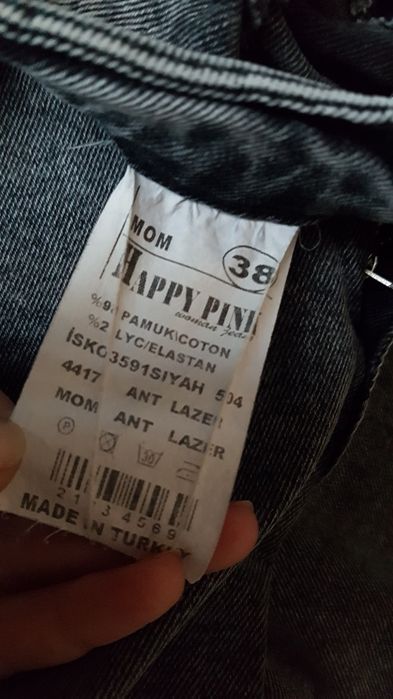 MOM
38
HAPPY PINK
woman jeans
PAMUK\COTON
%2 LYC/ELASTAN
İSKO3591SIYAH 504
4417 ANT LAZER
MOM ANT LAZER
P 30
MADE IN TURKEY